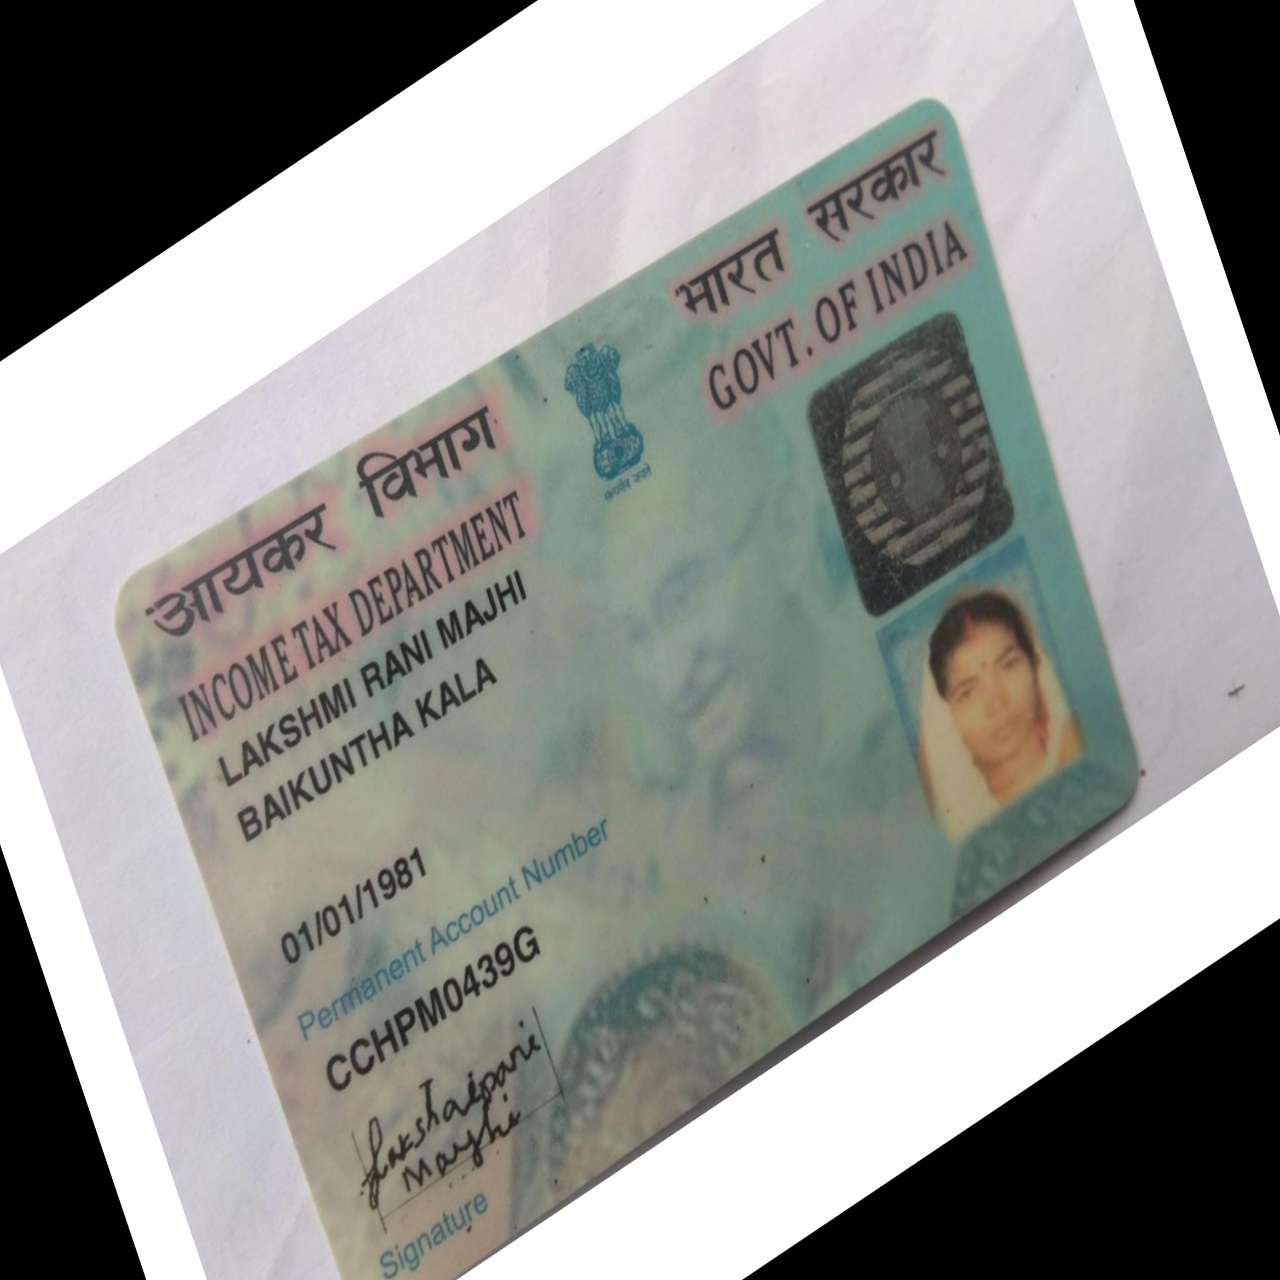 आयकर विभाग
INCOME TAX DEPARTMENT
भारत सरकार
GOVT. OF INDIA
सत्यमेव जयते
LAKSHMI RANI MAJHI
BAIKUNTHA KALA
01/01/1981
Permanent Account Number
CCHPM0439G
Majhi
Signature